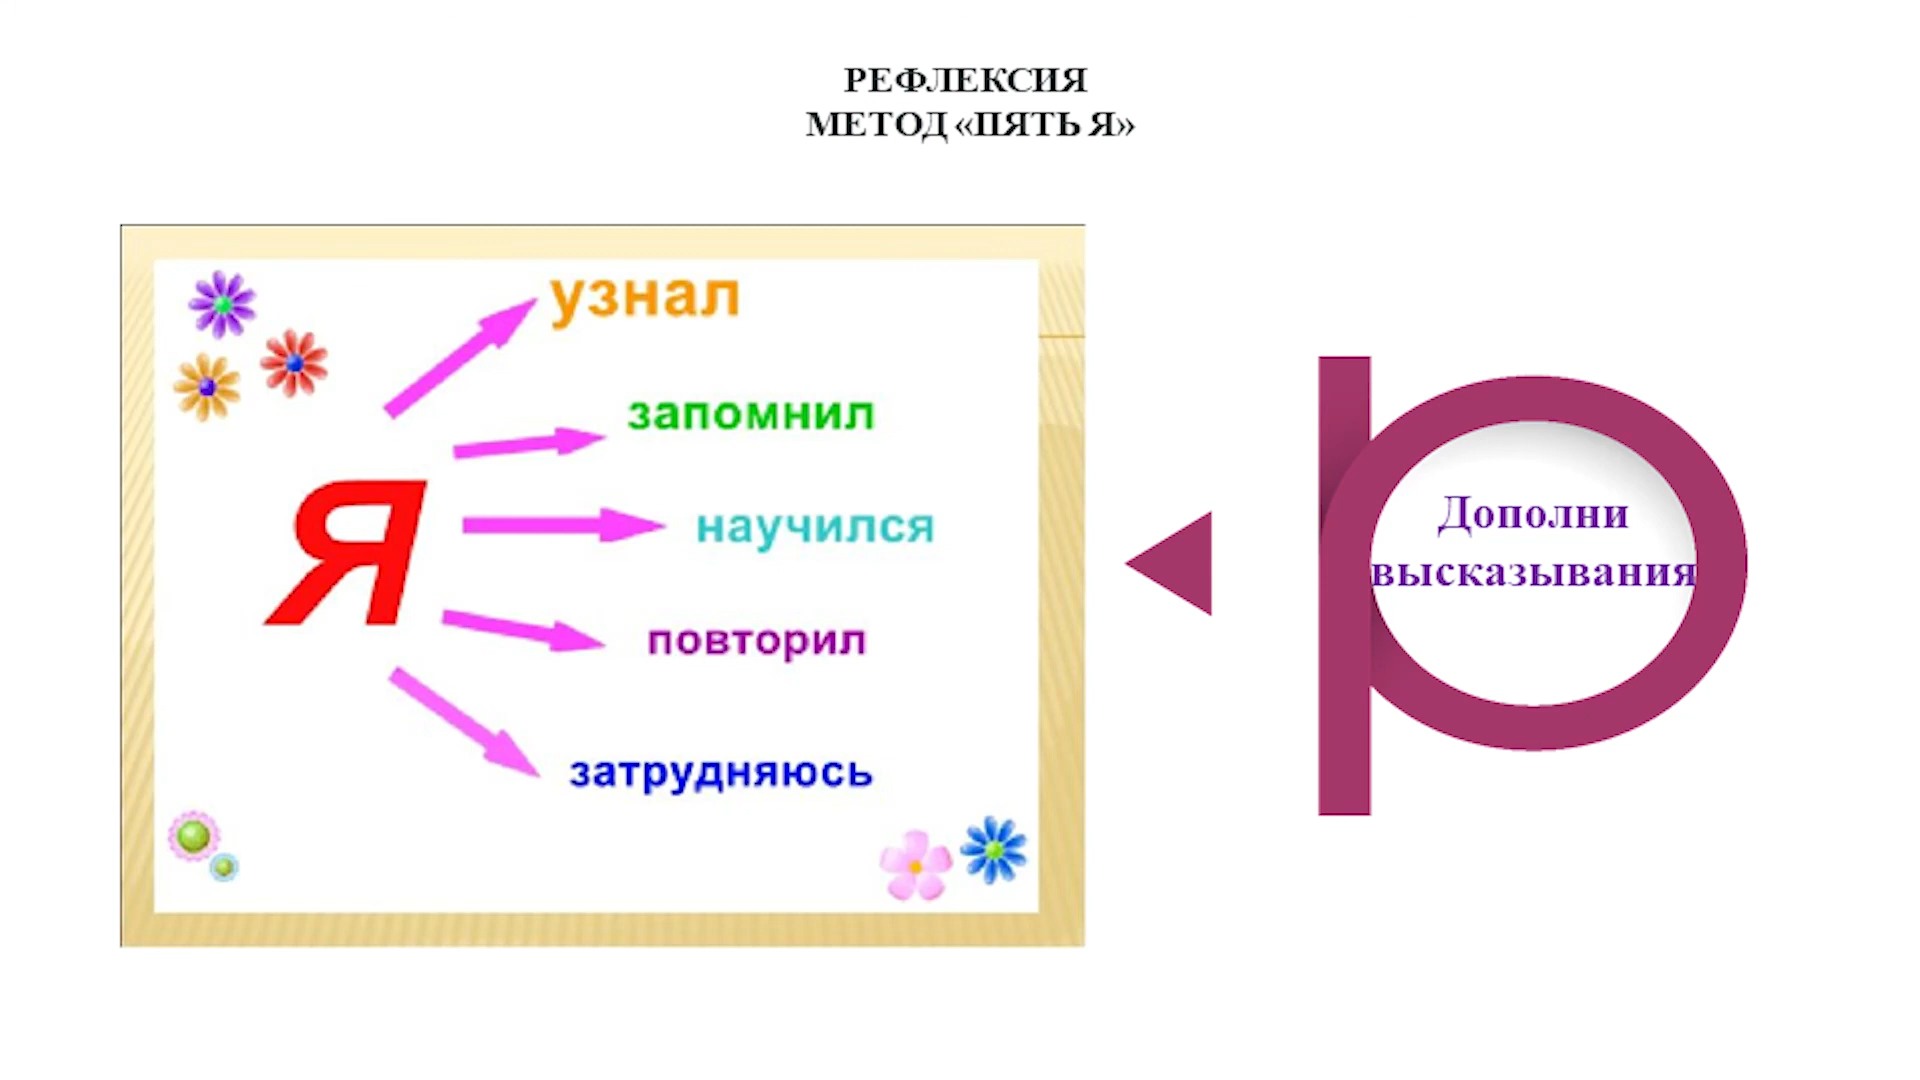 РЕФЛЕКСИЯ
МЕТОД «ПЯТЬ Я»
узнал
запомнил
Я
научился
повторил
затрудняюсь
Дополни
высказывания